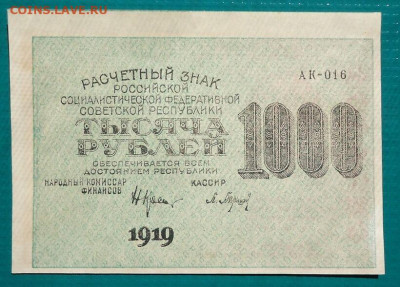 COINS.LAVE.RU
РАСЧЕТНЫЙ ЗНАК
РОССИЙСКОЙ
СОЦИАЛИСТИЧЕСКОЙ ФЕДЕРАТИВНОЙ
СОВЕТСКОЙ РЕСПУБЛИКИ
ТЫСЯЧА
РУБЛЕЙ
ОБЕСПЕЧИВАЕТСЯ ВСЕМ
ДОСТОЯНИЕМ РЕСПУБЛИКИ
НАРОДНЫЙ КОМИССАР
ФИНАНСОВ
КАССИР
1919
АК-016
1000